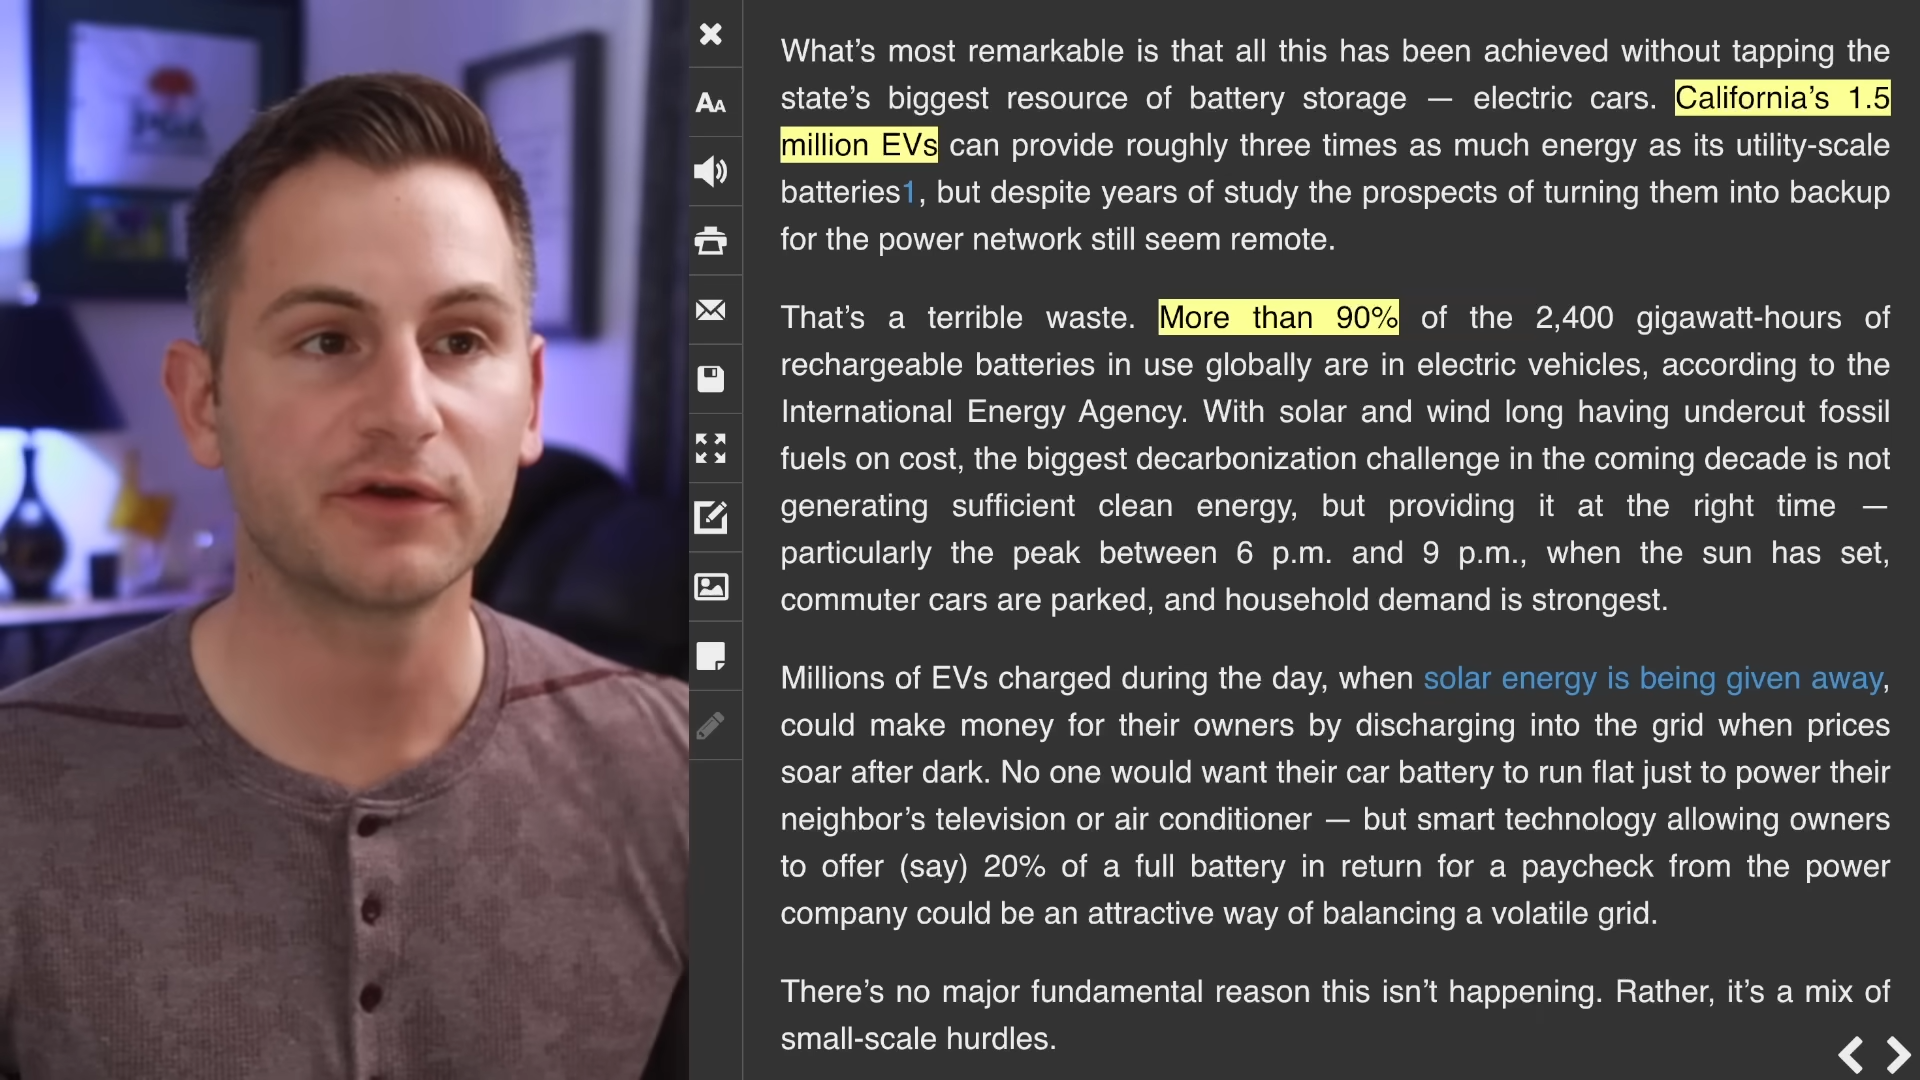 What’s most remarkable is that all this has been achieved without tapping the
state’s biggest resource of battery storage — electric cars. California’s 1.5
million EVs can provide roughly three times as much energy as its utility-scale
batteries1, but despite years of study the prospects of turning them into backup
for the power network still seem remote.
That’s a terrible waste. More than 90% of the 2,400 gigawatt-hours of
rechargeable batteries in use globally are in electric vehicles, according to the
International Energy Agency. With solar and wind long having undercut fossil
fuels on cost, the biggest decarbonization challenge in the coming decade is not
generating sufficient clean energy, but providing it at the right time —
particularly the peak between 6 p.m. and 9 p.m., when the sun has set,
commuter cars are parked, and household demand is strongest.
Millions of EVs charged during the day, when solar energy is being given away,
could make money for their owners by discharging into the grid when prices
soar after dark. No one would want their car battery to run flat just to power their
neighbor’s television or air conditioner — but smart technology allowing owners
to offer (say) 20% of a full battery in return for a paycheck from the power
company could be an attractive way of balancing a volatile grid.
There’s no major fundamental reason this isn’t happening. Rather, it’s a mix of
small-scale hurdles.